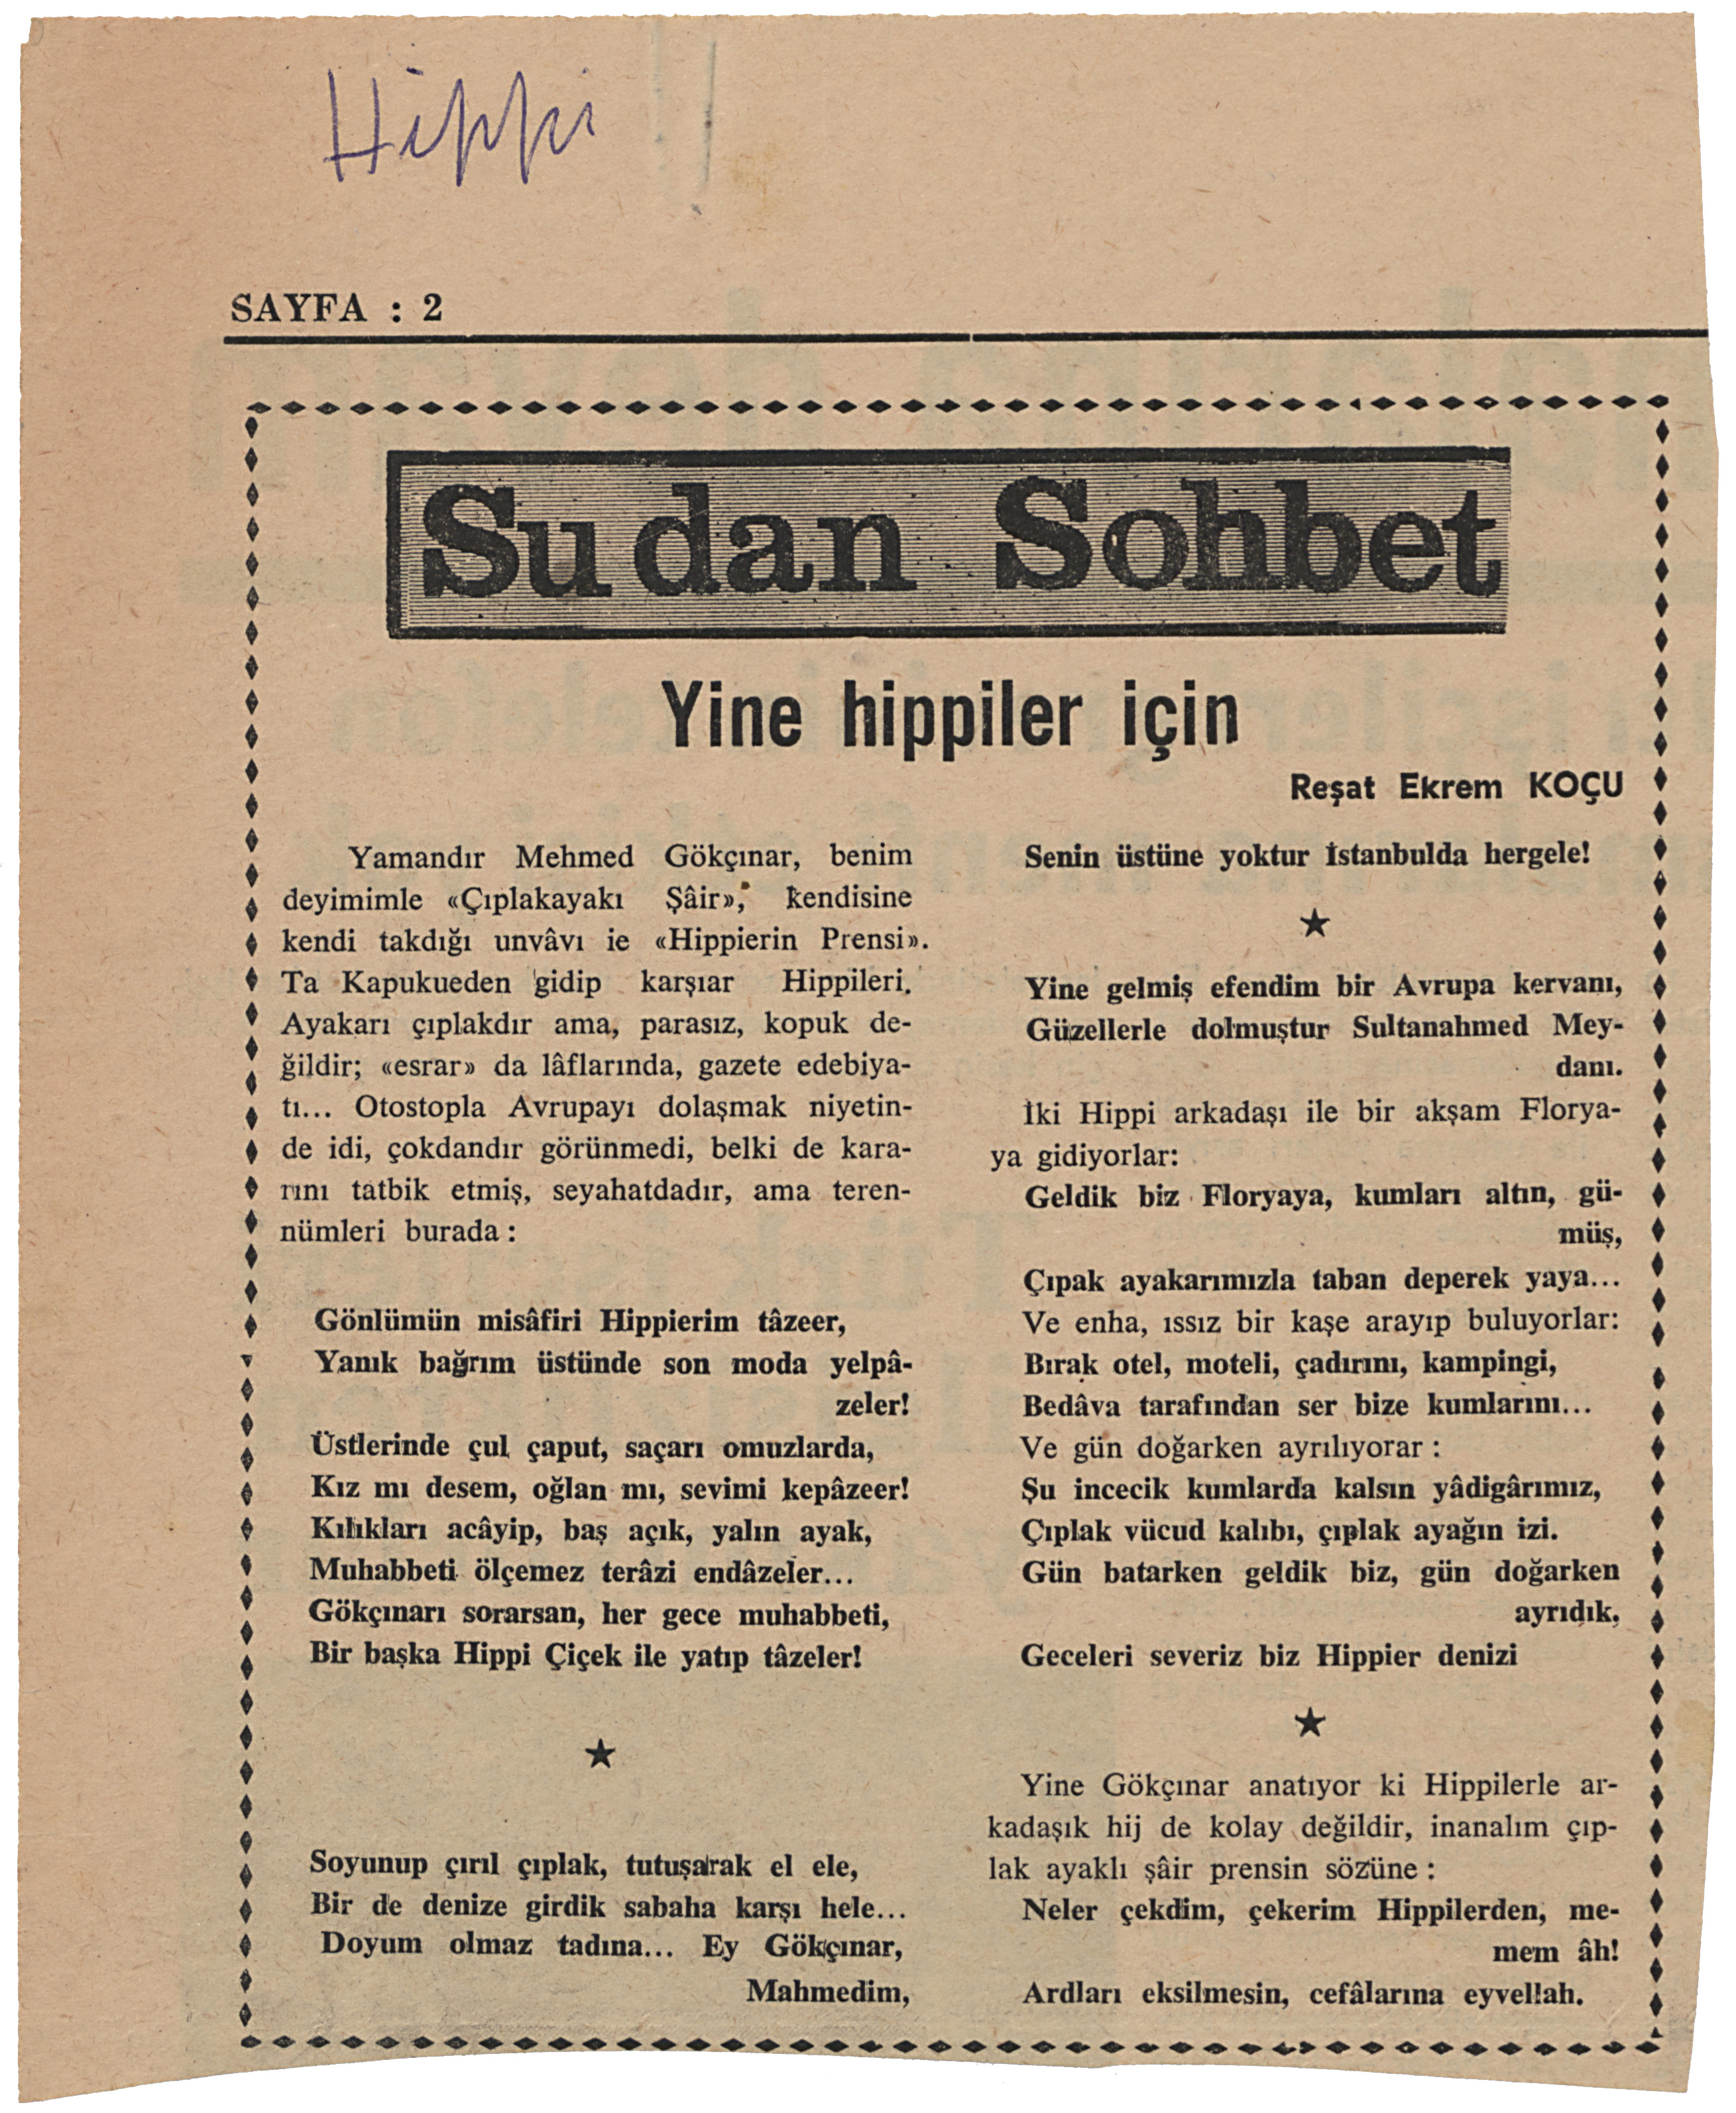 Hippi
SAYFA : 2
Sudan Sohbet
Yine hippiler için
Reşat Ekrem KOÇU
Yamandır Mehmed Gökçınar, benim
deyimimle «Çıplakayakı Şâir», kendisine
kendi takdığı unvâvı ie «Hippierin Prensi».
Ta Kapukueden gidip karşıar Hippileri.
Ayakarı çıplakdır ama, parasız, kopuk de-
ğildir; «esrar» da lâflarında, gazete edebiya-
tı... Otostopla Avrupayı dolaşmak niyetin-
de idi, çokdandır görünmedi, belki de kara-
rını tatbik etmiş, seyahatdadır, ama teren-
nümleri burada :
Gönlümün misâfiri Hippierim tâzeer,
Yanık bağrım üstünde son moda yelpâ-
zeler!
Üstlerinde çul çaput, saçarı omuzlarda,
Kız mı desem, oğlan mı, sevimi kepâzeer!
Kılıkları acâyip, baş açık, yalın ayak,
Muhabbeti ölçemez terâzi endâzeler...
Gökçınarı sorarsan, her gece muhabbeti,
Bir başka Hippi Çiçek ile yatıp tâzeler!
★
Soyunup çırıl çıplak, tutuşarak el ele,
Bir de denize girdik sabaha karşı hele...
Doyum olmaz tadına... Ey Gökçınar,
Mahmedim,
Senin üstüne yoktur İstanbulda hergele!
★
Yine gelmiş efendim bir Avrupa kervanı,
Güzellerle dolmuştur Sultanahmed Mey-
danı.
İki Hippi arkadaşı ile bir akşam Florya-
ya gidiyorlar:
Geldik biz Floryaya, kumları altın, gü-
müş,
Çıpak ayakarımızla taban deperek yaya...
Ve enha, ıssız bir kaşe arayıp buluyorlar:
Bırak otel, moteli, çadırını, kampingi,
Bedâva tarafından ser bize kumlarını...
Ve gün doğarken ayrılıyorar :
Şu incecik kumlarda kalsın yâdigârımız,
Çıplak vücud kalıbı, çıplak ayağın izi.
Gün batarken geldik biz, gün doğarken
ayrıdık,
Geceleri severiz biz Hippier denizi
★
Yine Gökçınar anatıyor ki Hippilerle ar-
kadaşık hij de kolay değildir, inanalım çıp-
lak ayaklı şâir prensin sözüne :
Neler çekdim, çekerim Hippilerden, me-
mem âh!
Ardları eksilmesin, cefâlarına eyvellah.